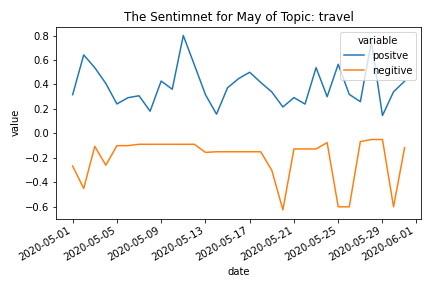 The Sentimnet for May of Topic: travel
variable
positve
negitive
value
0.8
0.6
0.4
0.2
0.0
−0.2
−0.4
−0.6
2020-05-01
2020-05-05
2020-05-09
2020-05-13
2020-05-17
2020-05-21
2020-05-25
2020-05-29
2020-06-01
date